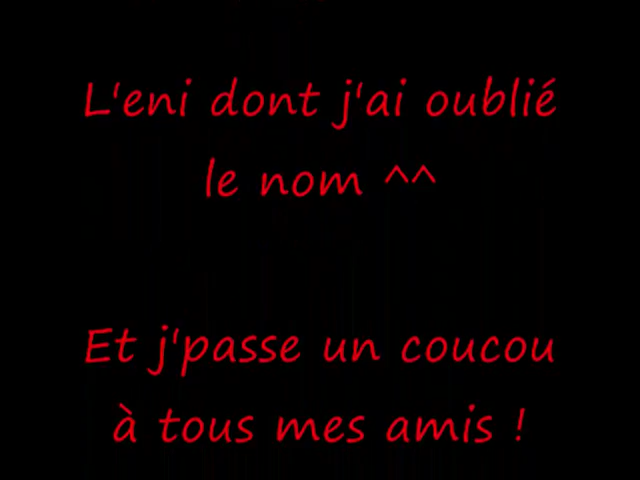 L'eni dont j'ai oublié
le nom ^^
Et j'passe un coucou
à tous mes amis !